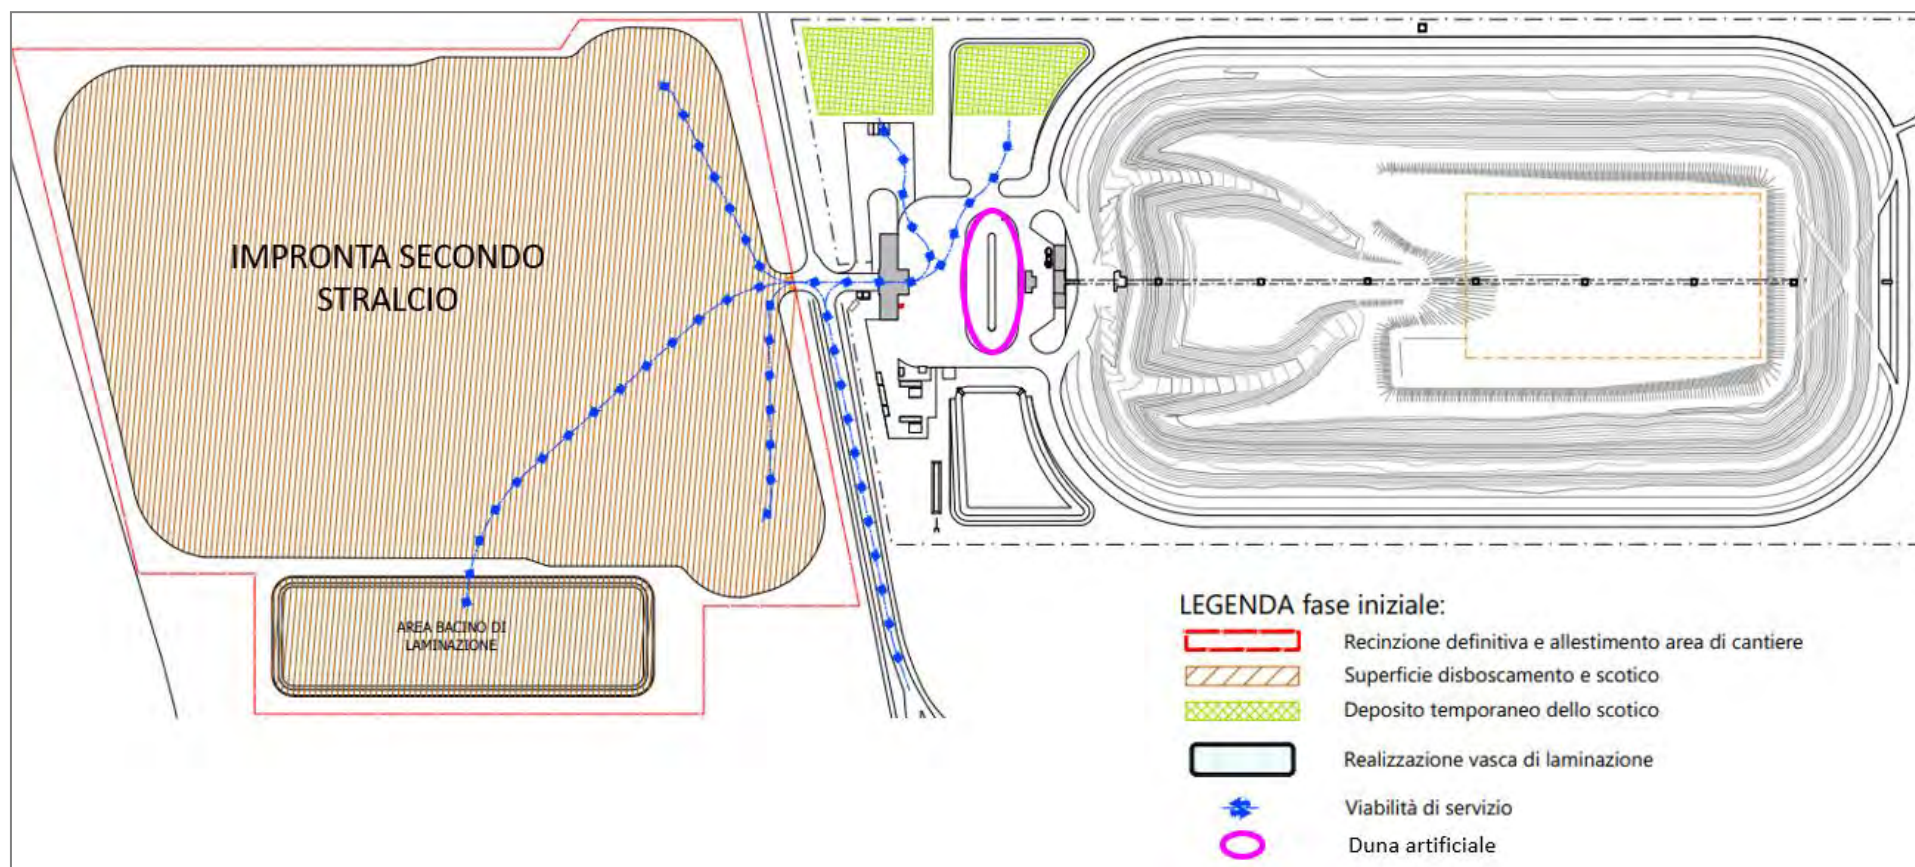 IMPRONTA SECONDO
STRALCIO
AREA BACINO DI
LAMINAZIONE
LEGENDA fase iniziale:
Recinzione definitiva e allestimento area di cantiere
Superficie disboscamento e scotico
Deposito temporaneo dello scotico
Realizzazione vasca di laminazione
Viabilità di servizio
Duna artificiale